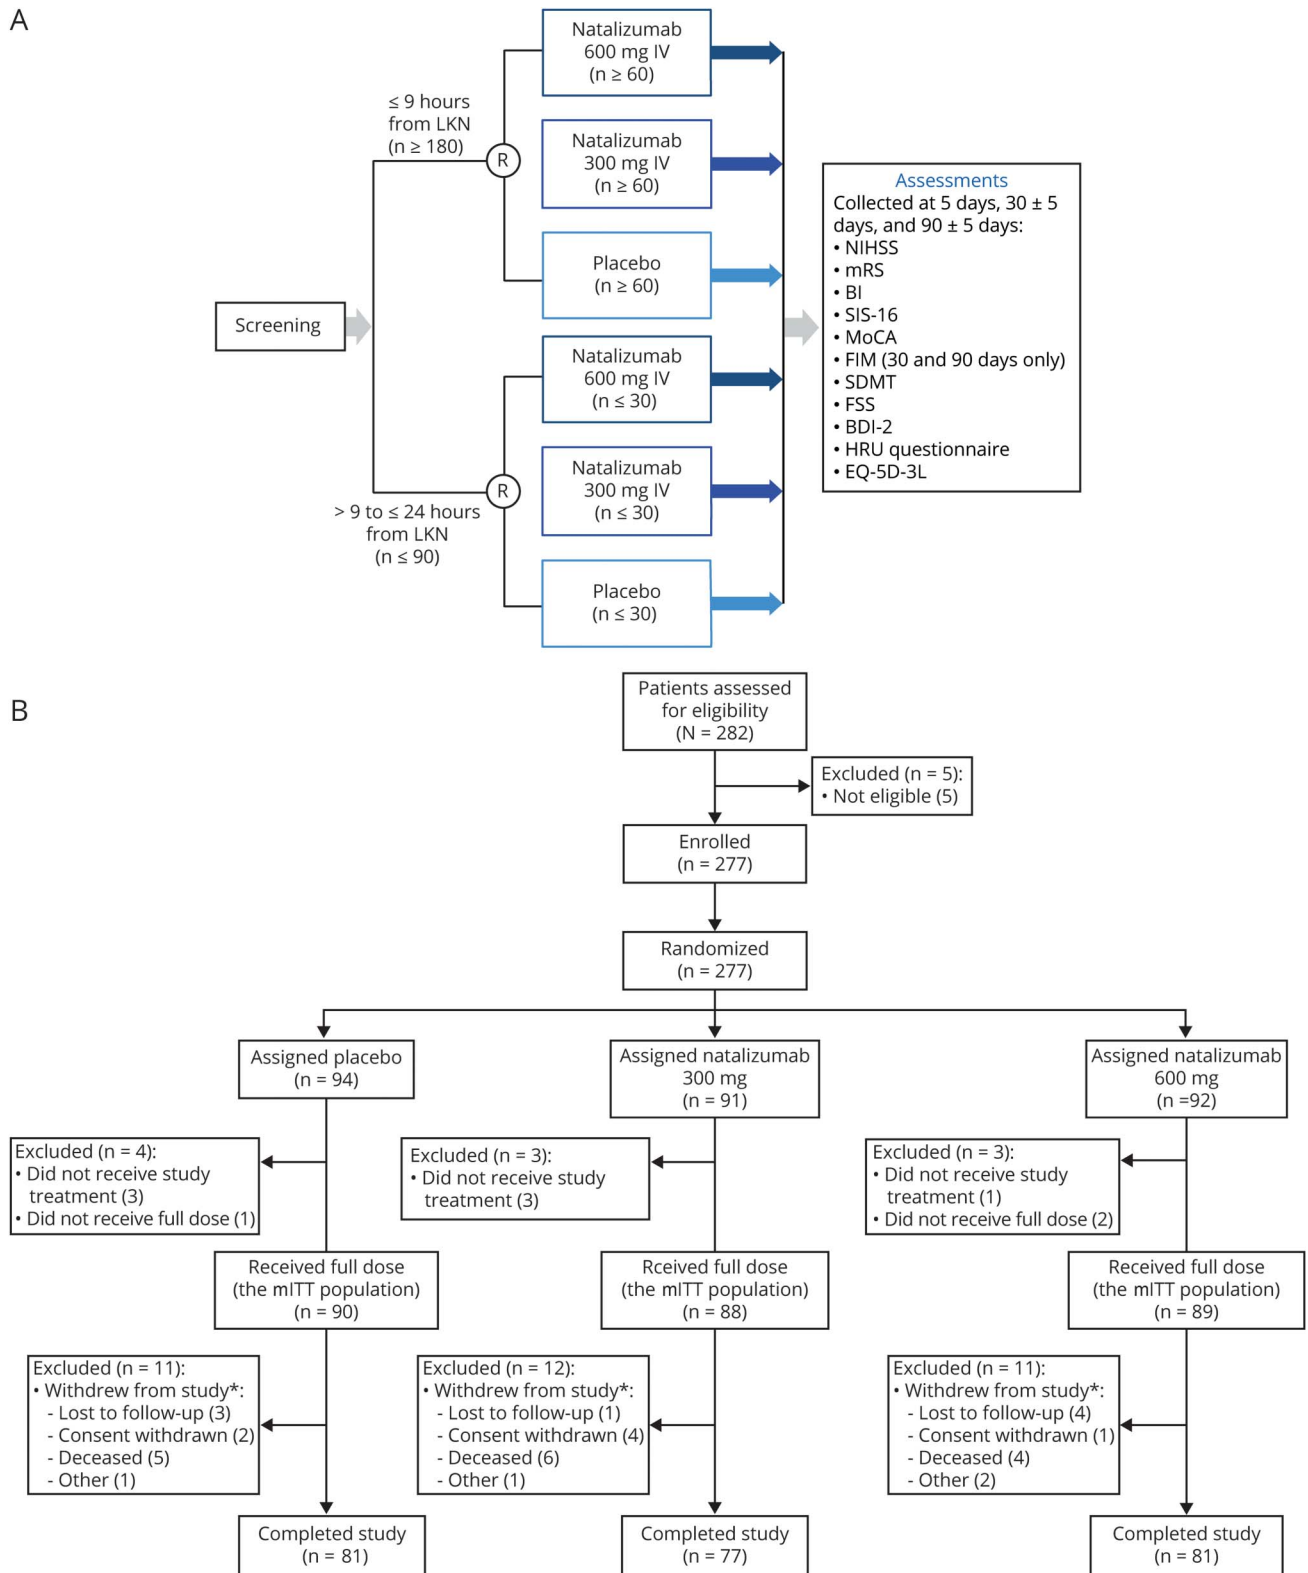 A
Natalizumab
600 mg IV
(n ≥ 60)
≤ 9 hours
from LKN
(n ≥ 180)
R
Natalizumab
300 mg IV
(n ≥ 60)
Placebo
(n ≥ 60)
Screening
Natalizumab
600 mg IV
(n ≤ 30)
R
Natalizumab
300 mg IV
(n ≤ 30)
> 9 to ≤ 24 hours
from LKN
(n ≤ 90)
Placebo
(n ≤ 30)
Assessments
Collected at 5 days, 30 ± 5
days, and 90 ± 5 days:
• NIHSS
• mRS
• BI
• SIS-16
• MoCA
• FIM (30 and 90 days only)
• SDMT
• FSS
• BDI-2
• HRU questionnaire
• EQ-5D-3L
B
Patients assessed
for eligibility
(N = 282)
Excluded (n = 5):
• Not eligible (5)
Enrolled
(n = 277)
Randomized
(n = 277)
Assigned placebo
(n = 94)
Assigned natalizumab
300 mg
(n = 91)
Assigned natalizumab
600 mg
(n =92)
Excluded (n = 4):
• Did not receive study
treatment (3)
• Did not receive full dose (1)
Excluded (n = 3):
• Did not receive study
treatment (3)
Excluded (n = 3):
• Did not receive study
treatment (1)
• Did not receive full dose (2)
Received full dose
(the mITT population)
(n = 90)
Rceived full dose
(the mITT population)
(n = 88)
Received full dose
(the mITT population)
(n = 89)
Excluded (n = 11):
• Withdrew from study*:
- Lost to follow-up (3)
- Consent withdrawn (2)
- Deceased (5)
- Other (1)
Excluded (n = 12):
• Withdrew from study*:
- Lost to follow-up (1)
- Consent withdrawn (4)
- Deceased (6)
- Other (1)
Excluded (n = 11):
• Withdrew from study*:
- Lost to follow-up (4)
- Consent withdrawn (1)
- Deceased (4)
- Other (2)
Completed study
(n = 81)
Completed study
(n = 77)
Completed study
(n = 81)